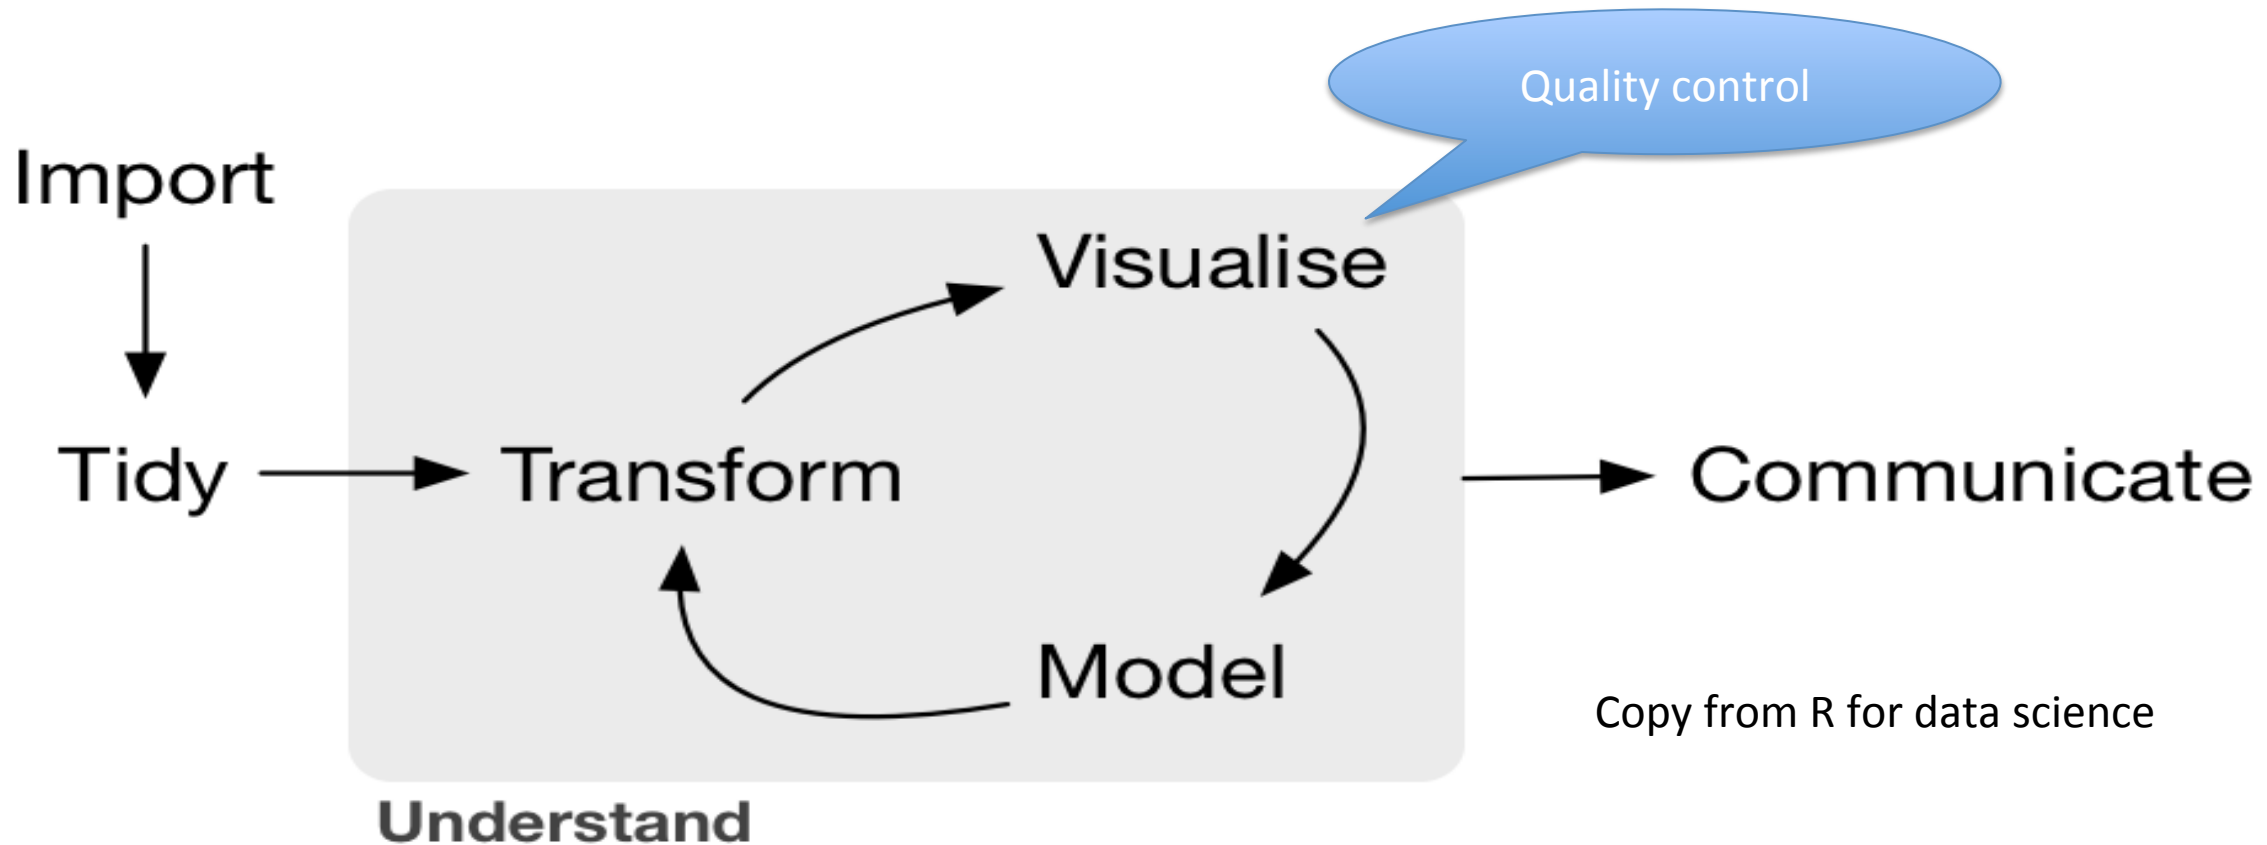 Quality control
Import
Visualise
Tidy
Transform
Communicate
Model
Copy from R for data science
Understand